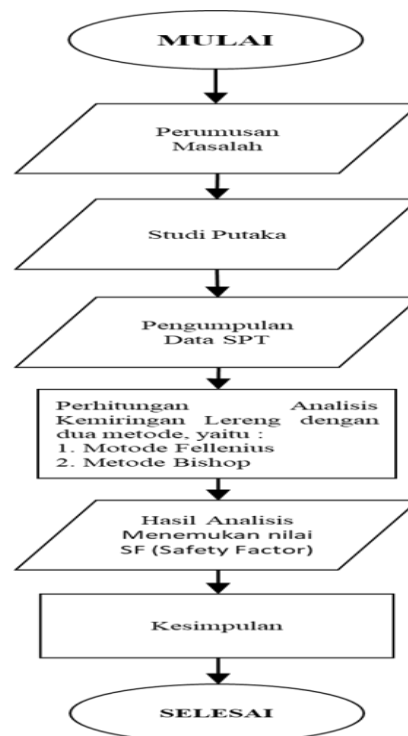 MULAI
Perumusan
Masalah
Studi Putaka
Pengumpulan
Data SPT
Perhitungan Analisis
Kemiringan Lereng dengan
dua metode, yaitu :
1. Motode Fellenius
2. Metode Bishop
Hasil Analisis
Menemukan nilai
SF (Safety Factor)
Kesimpulan
SELESAI